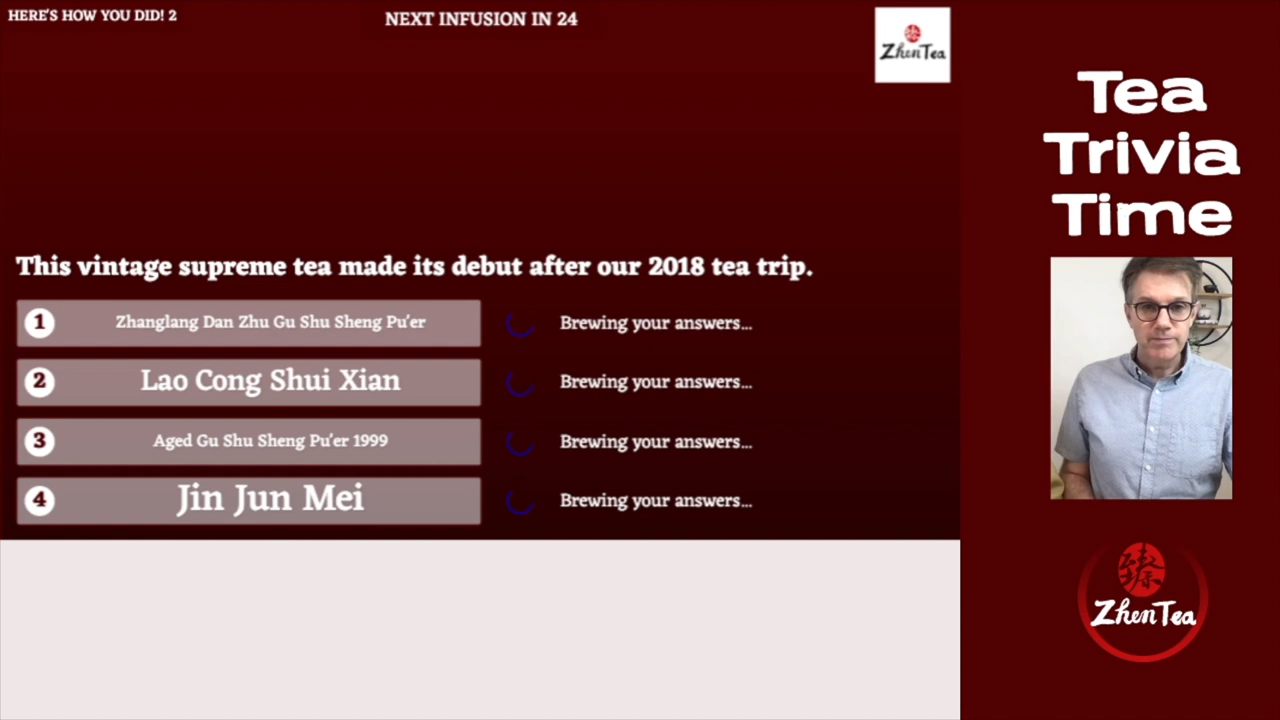 HERE'S HOW YOU DID! 2
NEXT INFUSION IN 24
ZhenTea
Tea
Trivia
Time
This vintage supreme tea made its debut after our 2018 tea trip.
1 Zhanglang Dan Zhu Gu Shu Sheng Pu'er Brewing your answers...
2 Lao Cong Shui Xian Brewing your answers...
3 Aged Gu Shu Sheng Pu'er 1999 Brewing your answers...
4 Jin Jun Mei Brewing your answers...
臻
ZhenTea